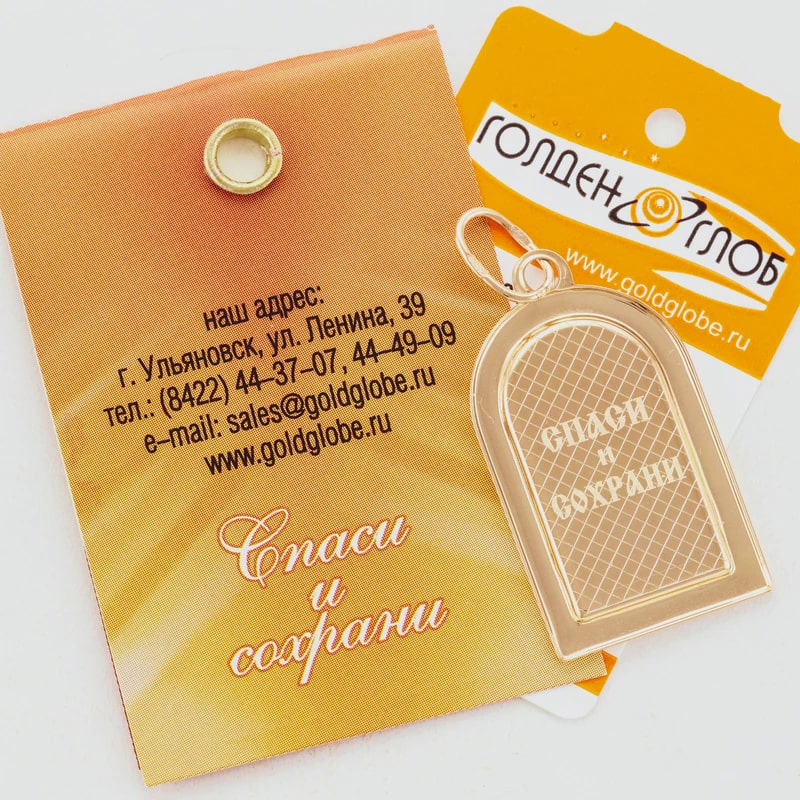 наш адрес:
г. Ульяновск, ул. Ленина, 39
тел.: (8422) 44–37–07, 44–49–09
e–mail: sales@goldglobe.ru
www.goldglobe.ru
Спаси
и
сохрани
ГОЛДЕН ГЛОБ
www.goldglobe.ru
СПАСИ
и
СОХРАНИ